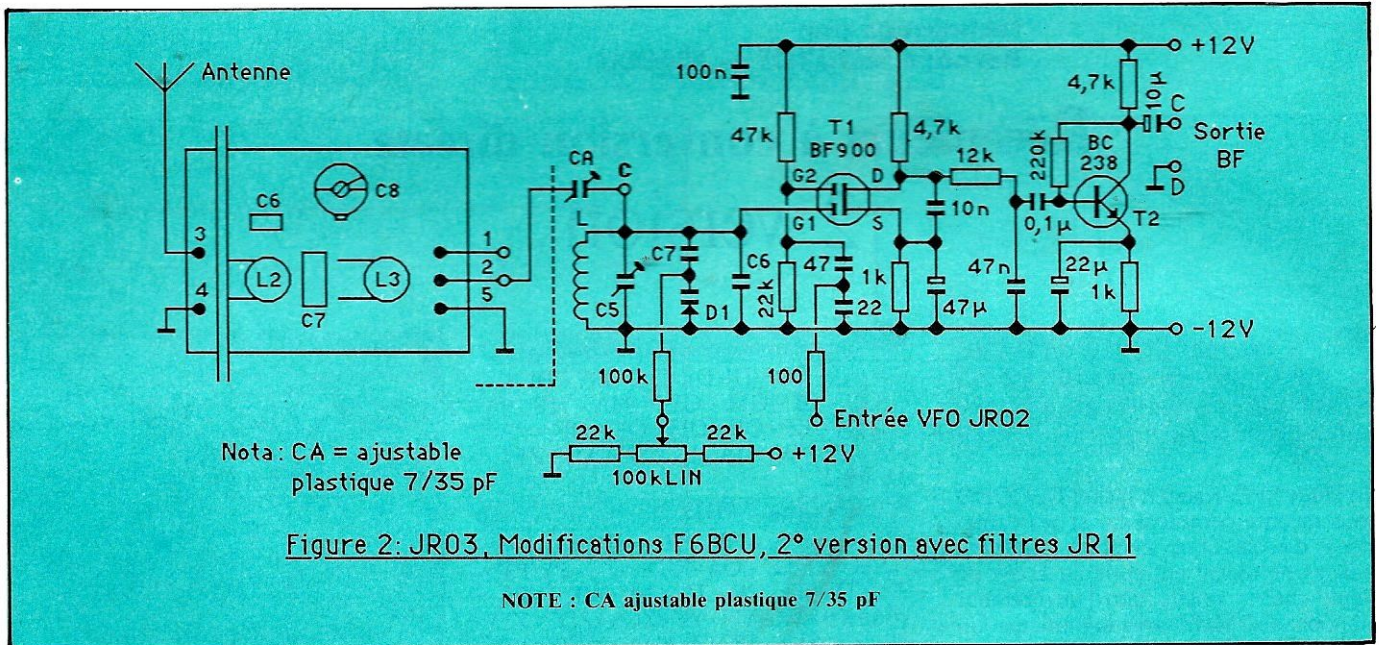 Antenne
3
4
C6
C8
L2
C7
L3
1
2
5
CA
C
L
C5
C7
D1
C6
100n
47k
T1
BF900
4,7k
12k
G2
D
G1
S
10n
22k
47
22
1k
47µ
0,1µ
220k
BC
238
T2
47n
22µ
1k
4,7k
10µ
C
Sortie
BF
D
+12V
-12V
100k
100
Entrée VFO JR02
22k
22k
+12V
100kLIN
Nota: CA = ajustable
plastique 7/35 pF
Figure 2: JR03, Modifications F6BCU, 2° version avec filtres JR11
NOTE : CA ajustable plastique 7/35 pF